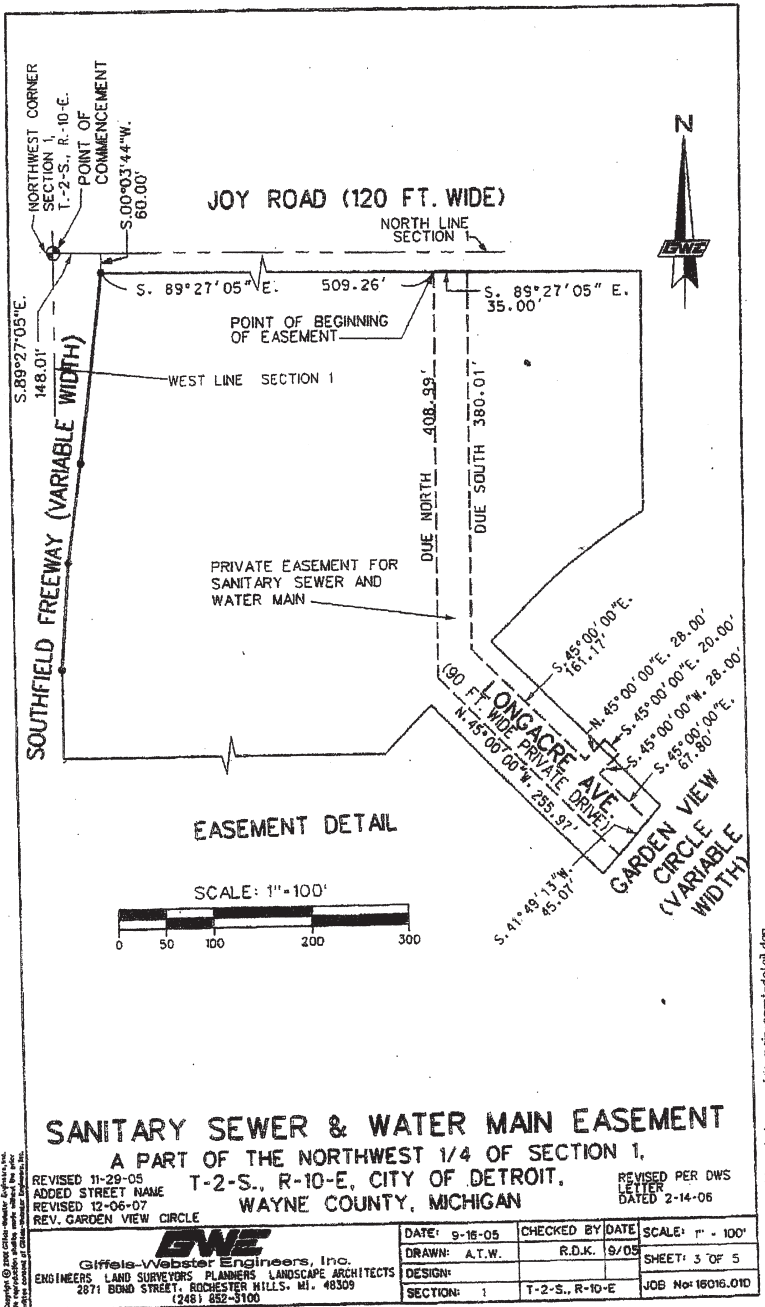 NORTHWEST CORNER
SECTION 1,
T.-2-S., R.-10-E.
POINT OF
COMMENCEMENT
S.00°03'44"W.
60.00'
N
GWE
JOY ROAD (120 FT. WIDE)
NORTH LINE
SECTION 1
S. 89°27'05" E. 509.26'
S. 89°27'05" E.
35.00'
POINT OF BEGINNING
OF EASEMENT
S.89°27'05"E.
148.01'
WEST LINE SECTION 1
SOUTHFIELD FREEWAY (VARIABLE WIDTH)
DUE NORTH 408.99'
DUE SOUTH 380.01'
PRIVATE EASEMENT FOR
SANITARY SEWER AND
WATER MAIN
S.45°00'00"E.
161.17'
N.45°00'00"E. 28.00'
S.45°00'00"E. 20.00'
S.45°00'00"W. 28.00'
S.45°00'00"E.
67.80'
LONGACRE AVE.
(90 FT. WIDE PRIVATE DRIVE)
N.45°00'00"W. 255.97'
S.41°49'13"W.
45.07'
GARDEN VIEW
CIRCLE
(VARIABLE
WIDTH)
EASEMENT DETAIL
SCALE: 1"=100'
0 50 100 200 300
SANITARY SEWER & WATER MAIN EASEMENT
A PART OF THE NORTHWEST 1/4 OF SECTION 1,
T-2-S., R-10-E, CITY OF DETROIT,
WAYNE COUNTY, MICHIGAN
REVISED 11-29-05
ADDED STREET NAME
REVISED 12-06-07
REV. GARDEN VIEW CIRCLE
REVISED PER DWS
LETTER
DATED 2-14-06
GWE
Giffels-Webster Engineers, Inc.
ENGINEERS LAND SURVEYORS PLANNERS LANDSCAPE ARCHITECTS
2871 BOND STREET, ROCHESTER HILLS, MI. 48309
(248) 852-3100
DATE: 9-16-05
CHECKED BY DATE
SCALE: 1" = 100'
DRAWN: A.T.W.
R.D.K. 9/05
SHEET: 3 OF 5
DESIGN:
SECTION: 1
T-2-S., R-10-E
JOB No: 16016.01D